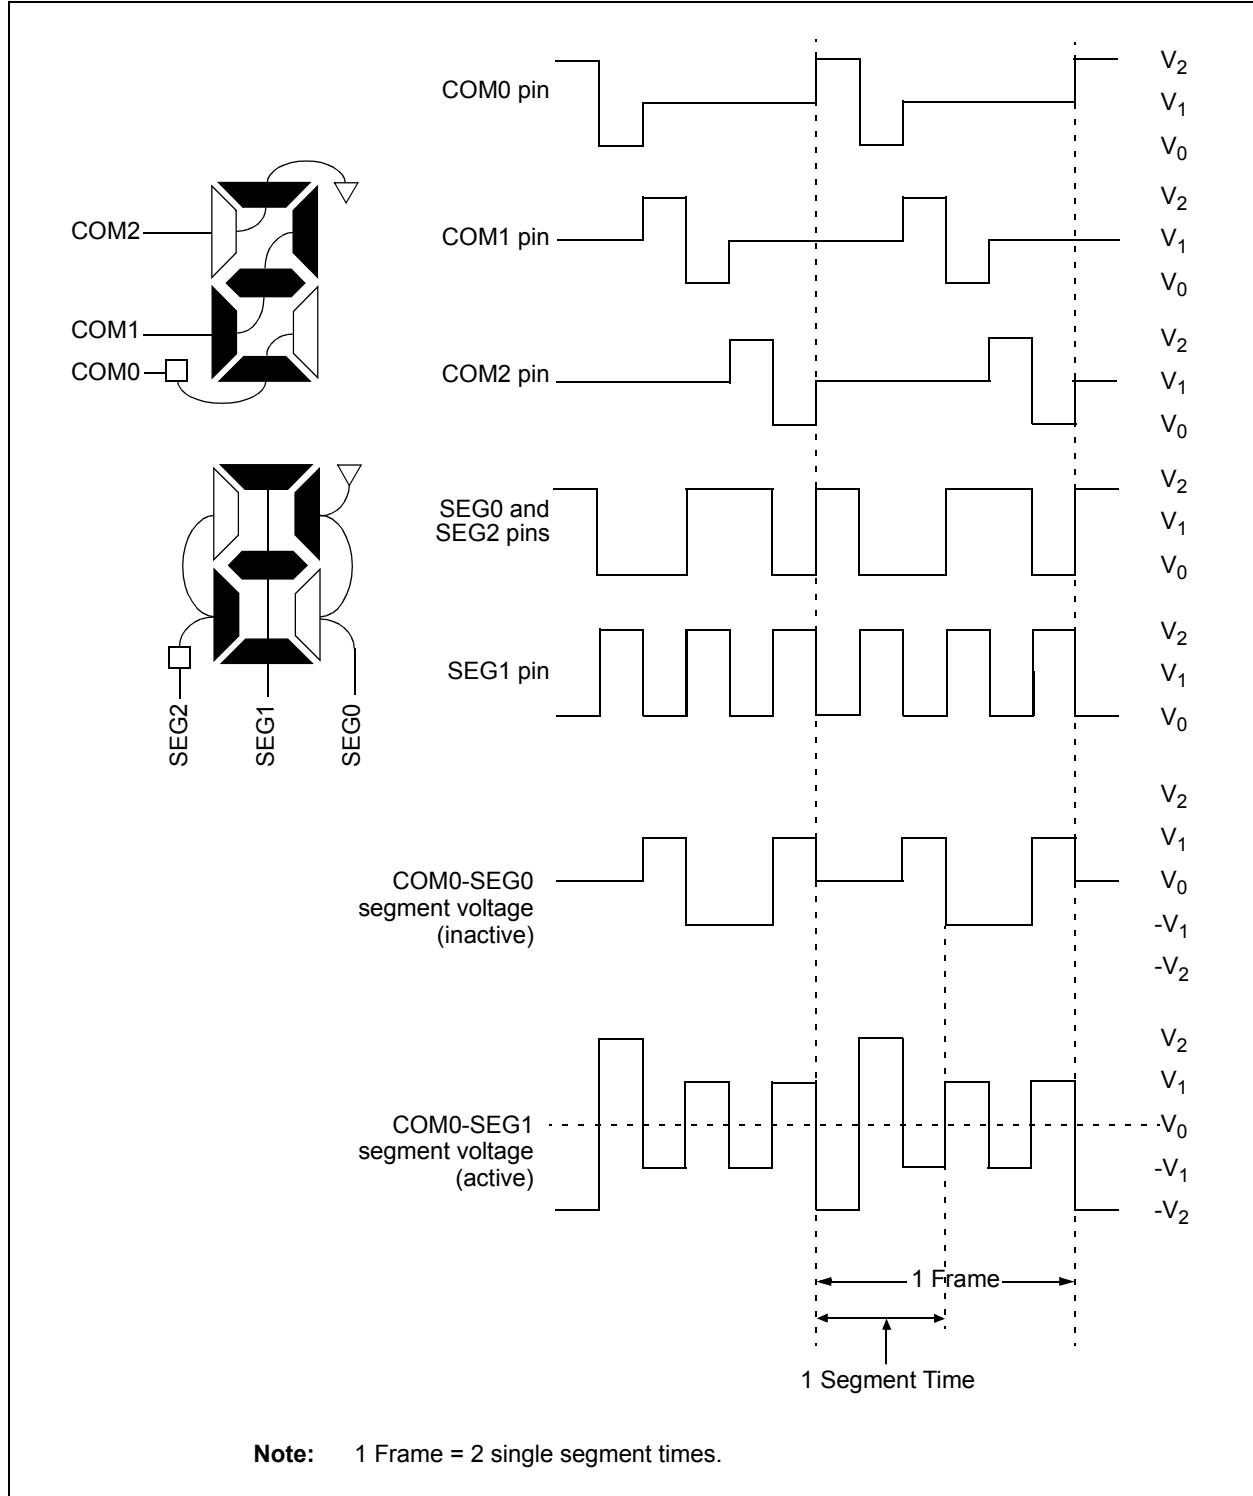 COM0 pin
V2
V1
V0
COM2
COM1
COM0
COM1 pin
V2
V1
V0
COM2 pin
V2
V1
V0
SEG0 and
SEG2 pins
V2
V1
V0
SEG2
SEG1
SEG0
SEG1 pin
V2
V1
V0
COM0-SEG0
segment voltage
(inactive)
V2
V1
V0
-V1
-V2
COM0-SEG1
segment voltage
(active)
V2
V1
V0
-V1
-V2
1 Frame
1 Segment Time
Note: 1 Frame = 2 single segment times.